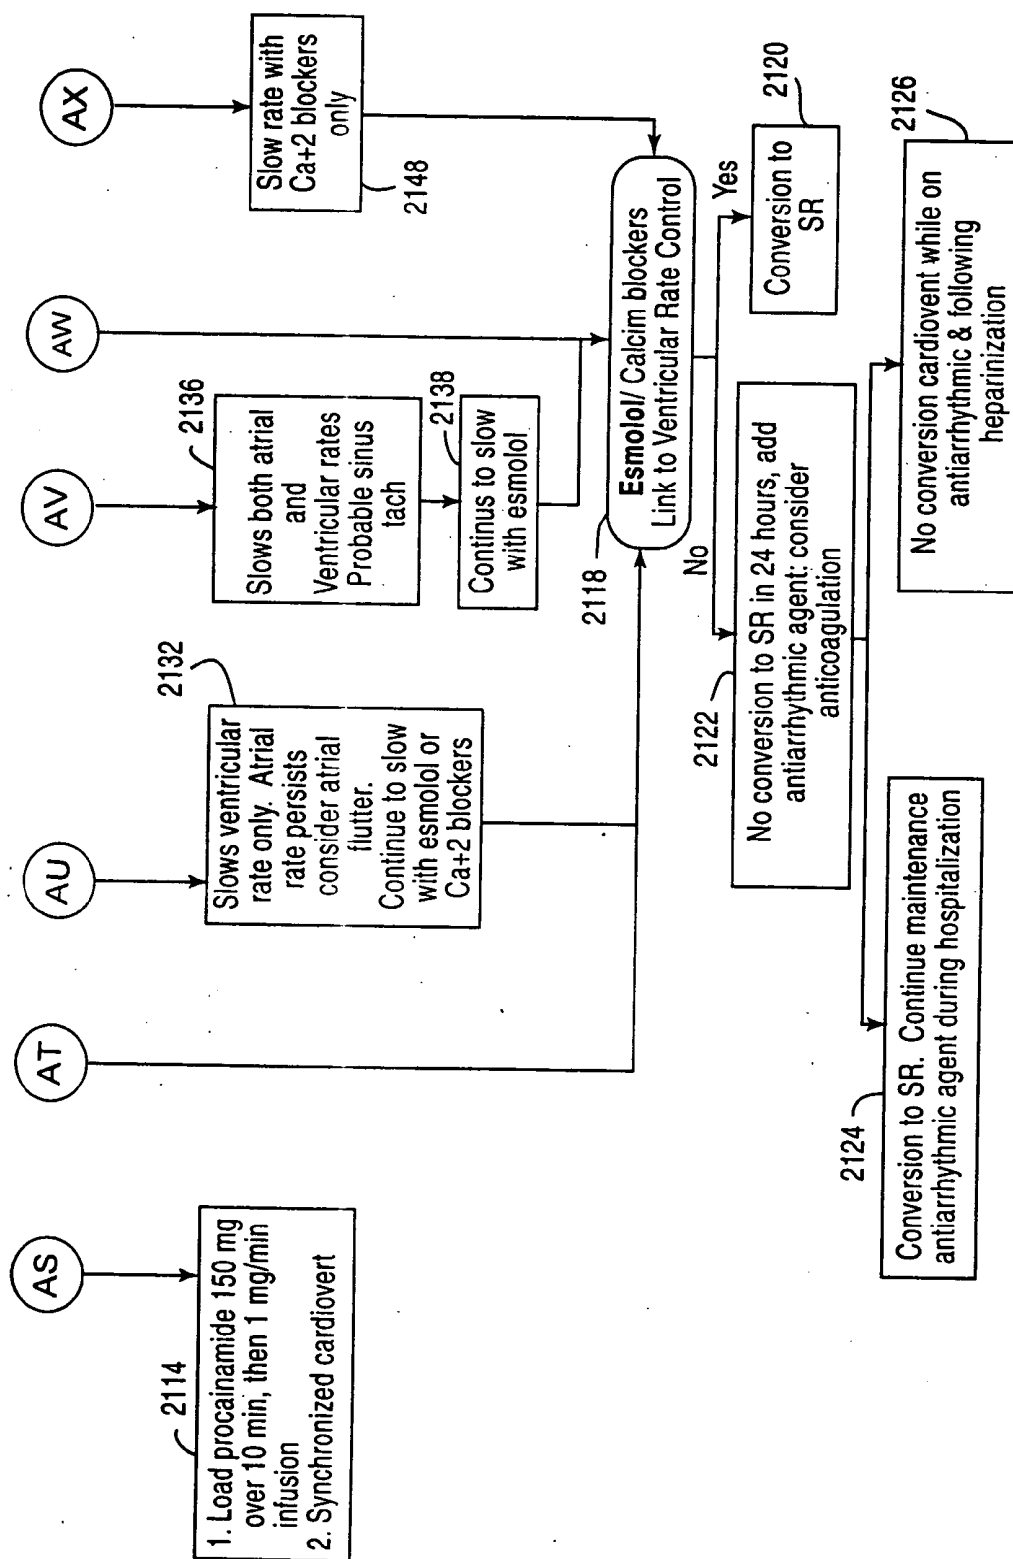 AS
2114
1. Load procainamide 150 mg
over 10 min, then 1 mg/min
infusion
2. Synchronized cardiovert
AT
AU
2132
Slows ventricular
rate only. Atrial
rate persists
consider atrial
flutter.
Continue to slow
with esmolol or
Ca+2 blockers
AV
2136
Slows both atrial
and
Ventricular rates
Probable sinus
tach
2138
Continus to slow
with esmolol
AW
AX
Slow rate with
Ca+2 blockers
only
2148
2118
Esmolol/ Calcim blockers
Link to Ventricular Rate Control
No
Yes
2122
No conversion to SR in 24 hours, add
antiarrhythmic agent; consider
anticoagulation
Conversion to
SR
2120
2124
Conversion to SR. Continue maintenance
antiarrhythmic agent during hospitalization
2126
No conversion cardiovent while on
antiarrhythmic & following
heparinization